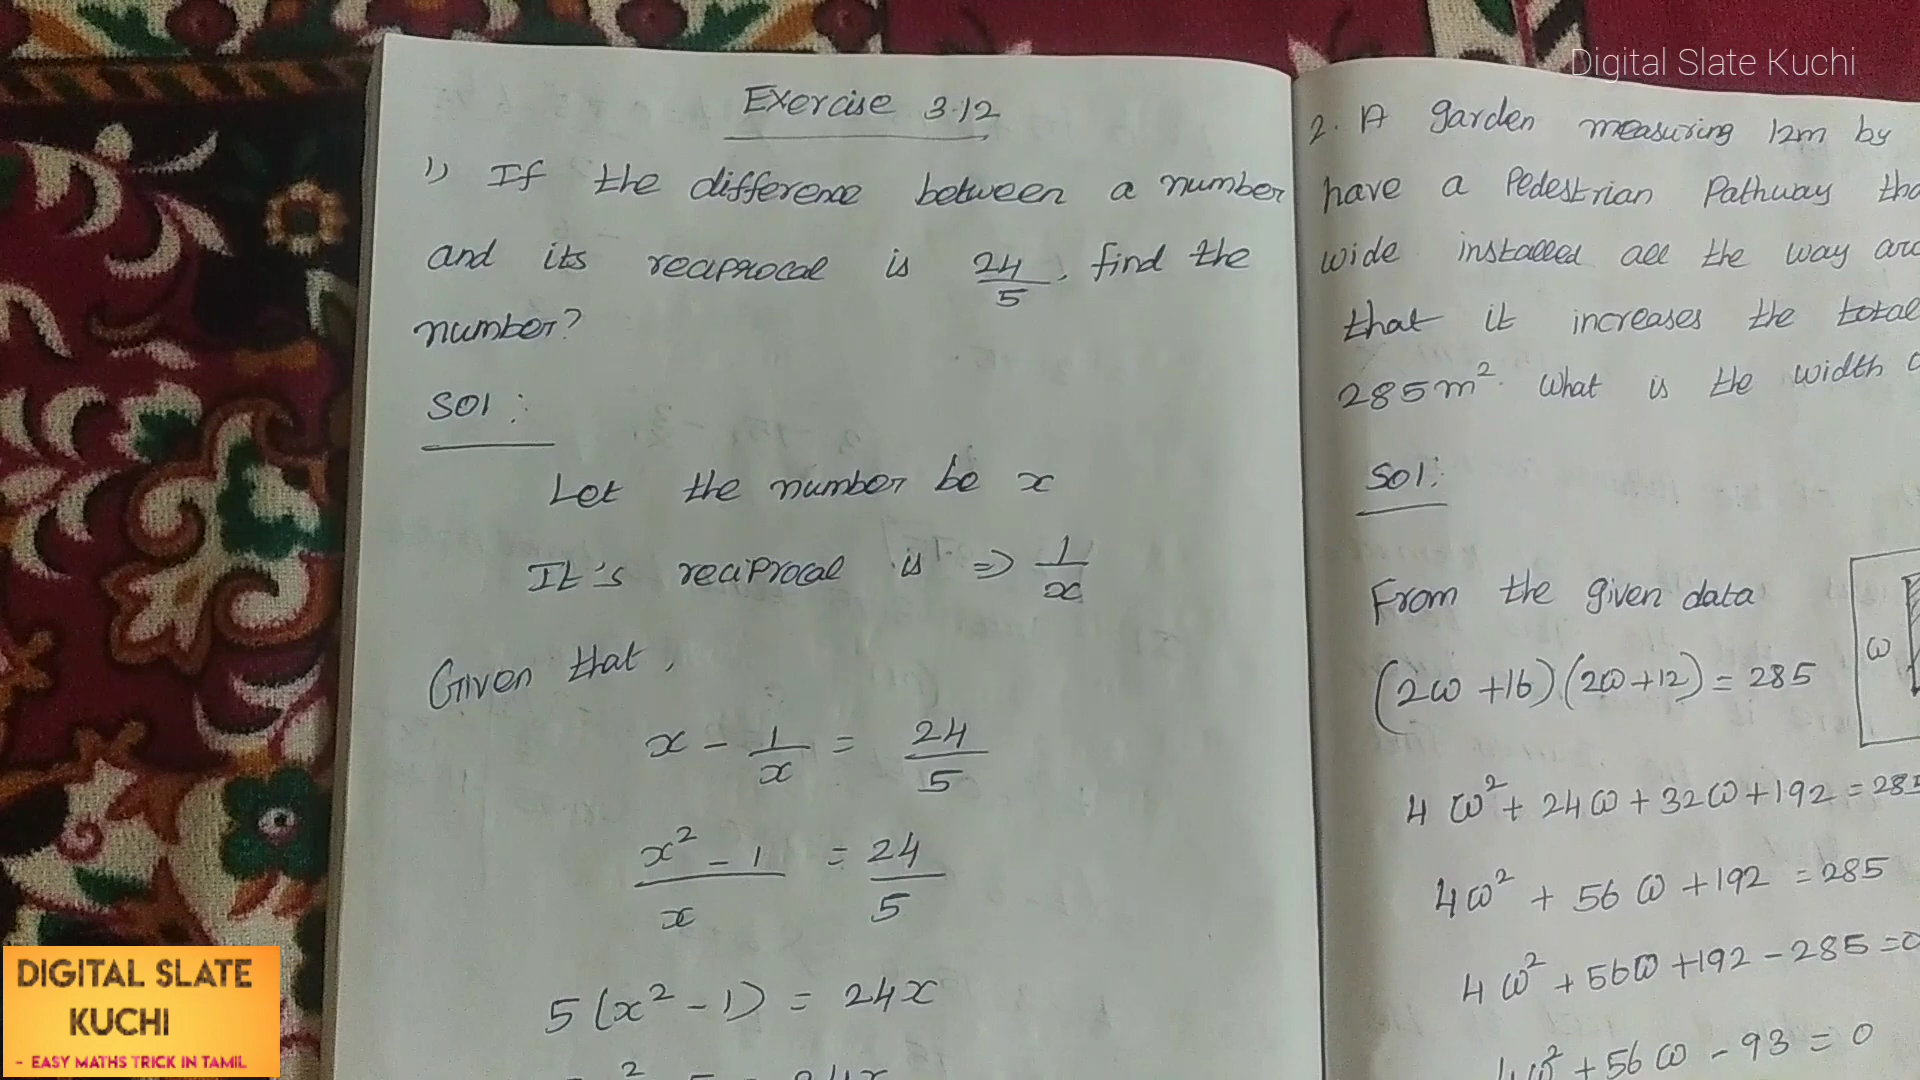 Digital Slate Kuchi
Exercise 3.12
1) If the difference between a number
and its reciprocal is 24/5, find the
number?
Sol:
Let the number be x
It's reciprocal is ⇒ 1/x
Given that,
x - 1/x = 24/5
x² - 1 / x = 24/5
5(x² - 1) = 24x
2. A garden measuring 12m by
have a Pedestrian Pathway
wide installed all the way
that it increases the total
285m². What is the width
Sol:
From the given data
ω
(2ω + 16)(2ω + 12) = 285
4ω² + 24ω + 32ω + 192 = 285
4ω² + 56ω + 192 = 285
4ω² + 56ω + 192 - 285 = 0
4ω² + 56ω - 93 = 0
DIGITAL SLATE
KUCHI
- EASY MATHS TRICK IN TAMIL